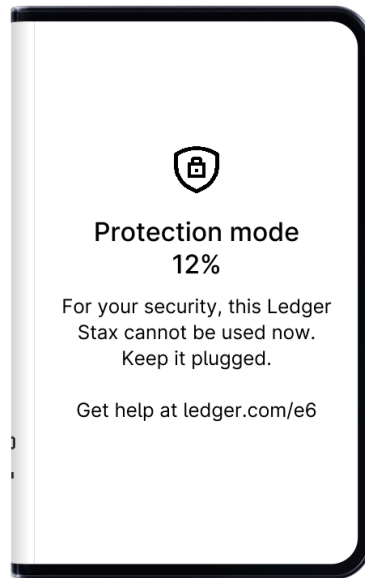 Protection mode
12%
For your security, this Ledger
Stax cannot be used now.
Keep it plugged.
Get help at ledger.com/e6